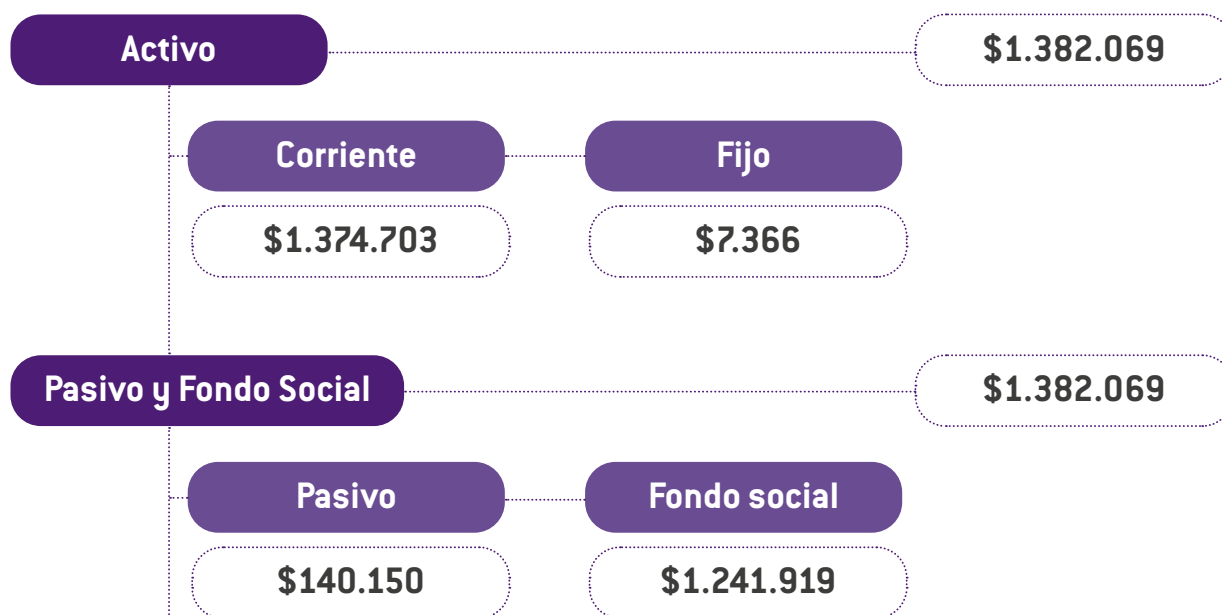 Activo
$1.382.069
Corriente
Fijo
$1.374.703
$7.366
Pasivo y Fondo Social
$1.382.069
Pasivo
Fondo social
$140.150
$1.241.919